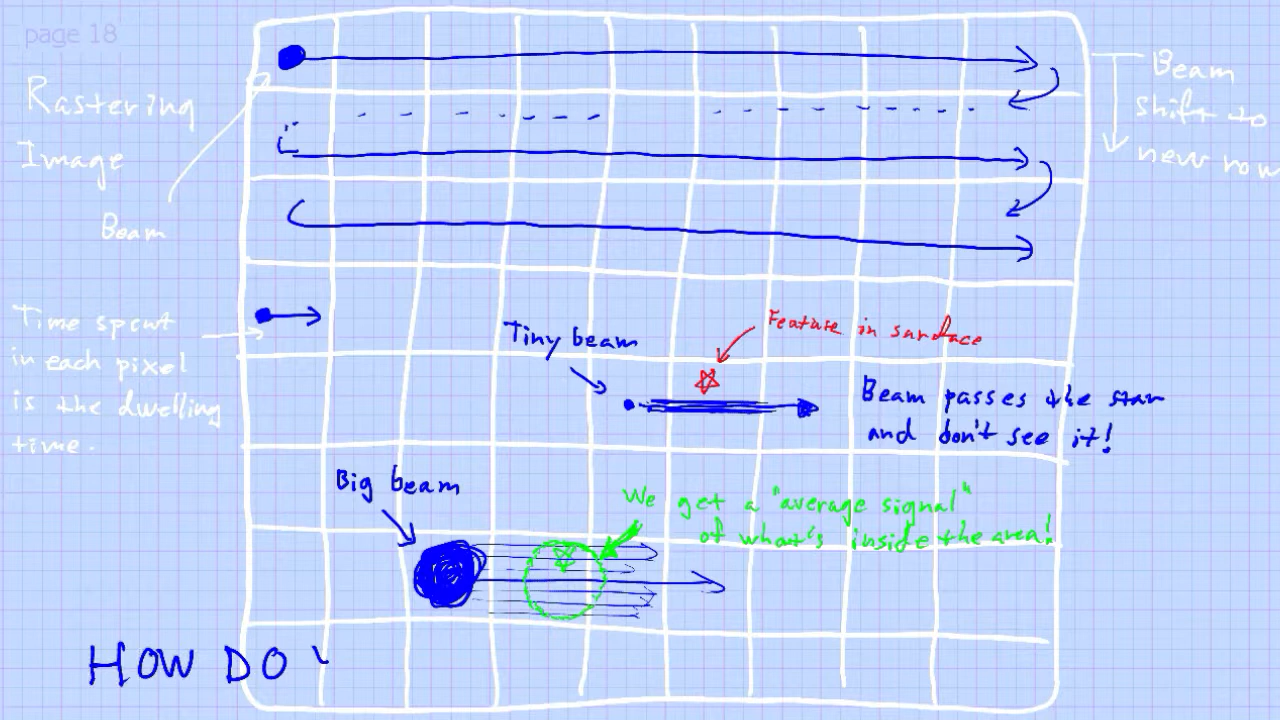 page 18
Rastering
Image
Beam
Beam
shift to
new row
Time spent
in each pixel
is the dwelling
time.
Tiny beam
Feature in surface
Beam passes the star
and don't see it!
Big beam
We get a "average signal"
of what's inside the area!
HOW DO